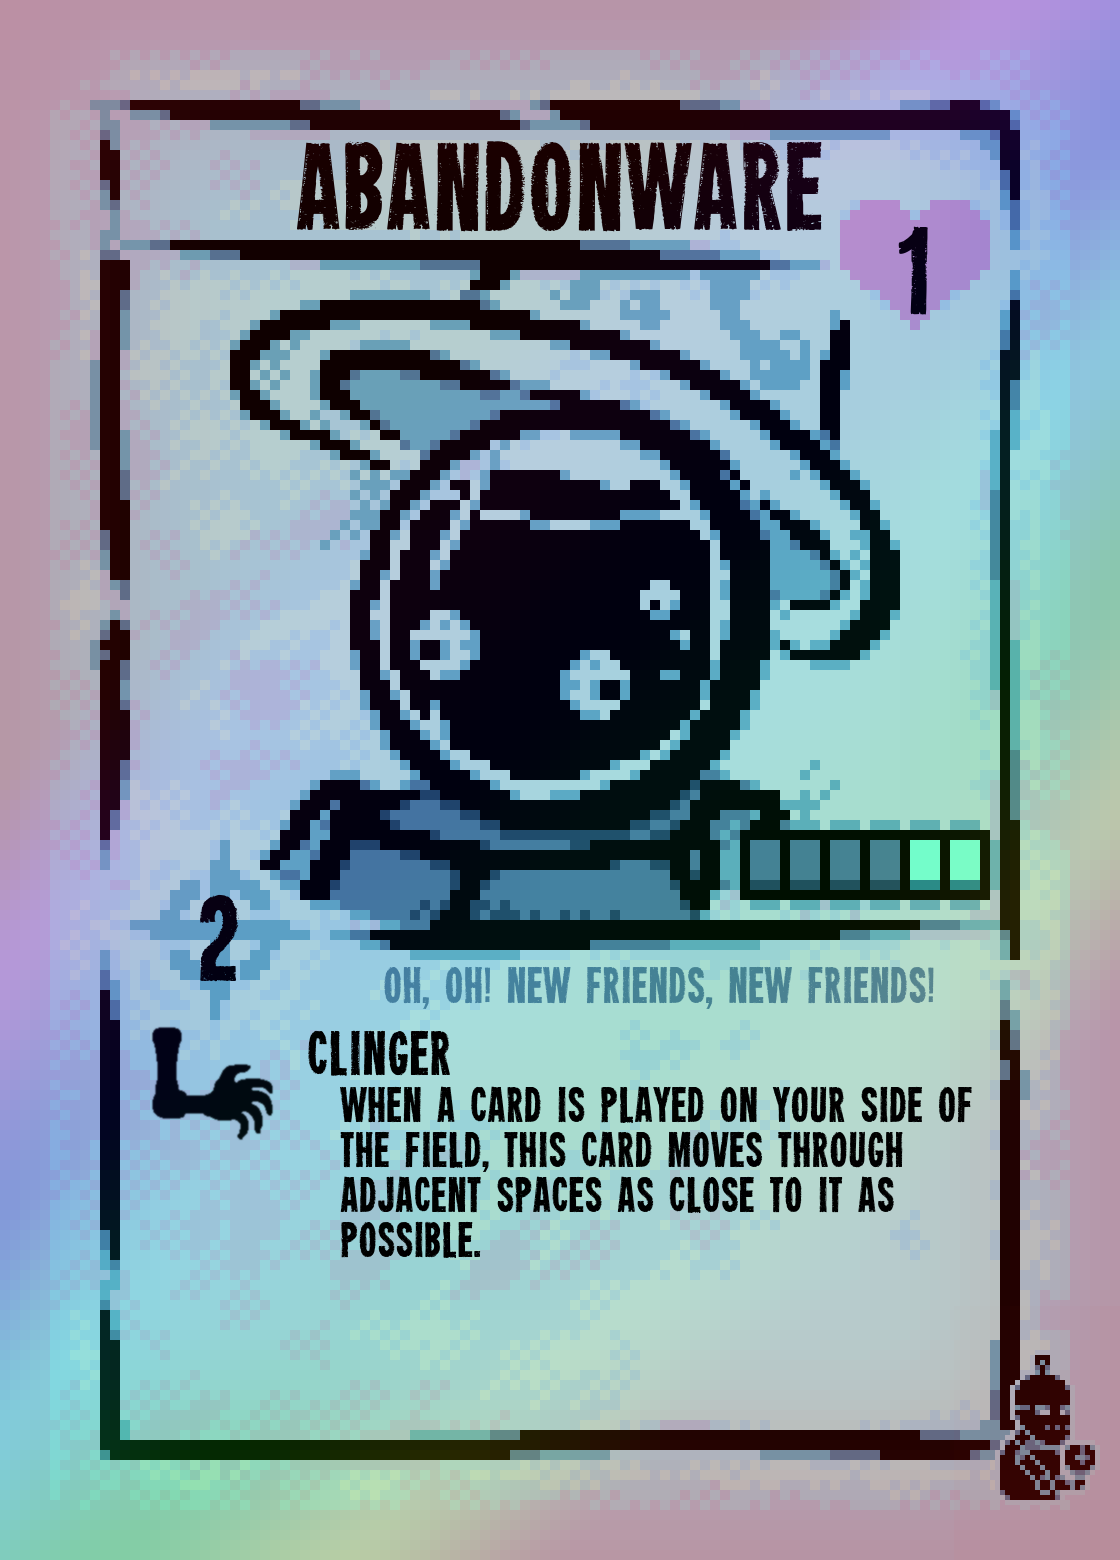 ABANDONWARE
1
2
OH, OH! NEW FRIENDS, NEW FRIENDS!
CLINGER
WHEN A CARD IS PLAYED ON YOUR SIDE OF
THE FIELD, THIS CARD MOVES THROUGH
ADJACENT SPACES AS CLOSE TO IT AS
POSSIBLE.